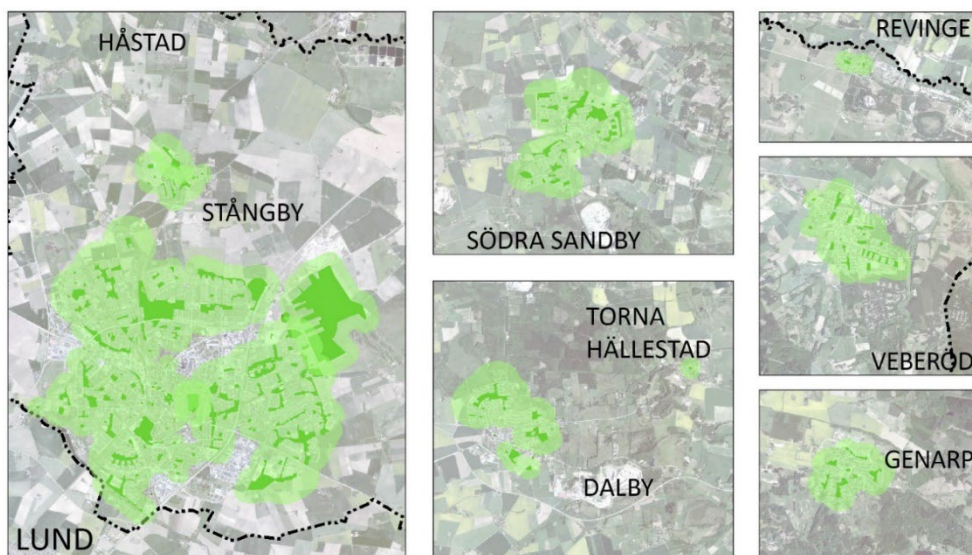 HÅSTAD
STÅNGBY
LUND
SÖDRA SANDBY
TORNA
HÄLLESTAD
DALBY
REVINGE
VEBERÖD
GENARP